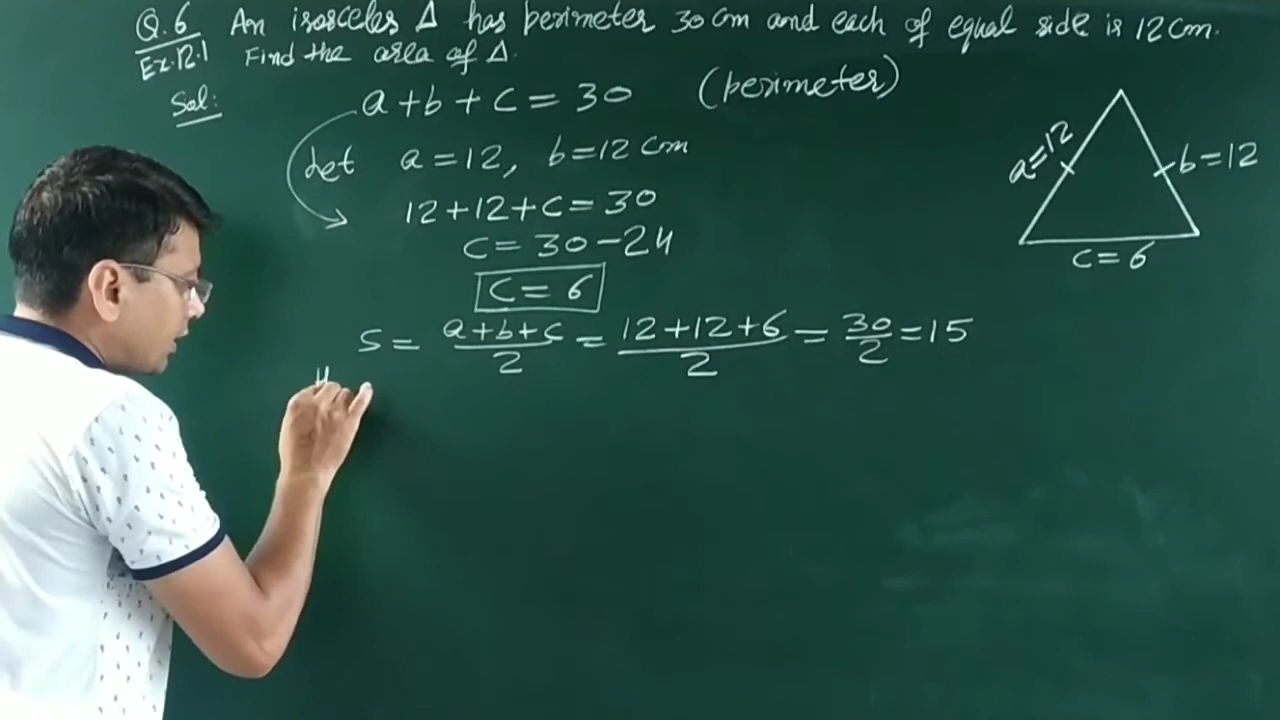 Q.6 An isosceles Δ has perimeter 30 cm and each of equal side is 12 cm.
Ex.12.1 Find the area of Δ.
Sol:
a + b + c = 30 (perimeter)
Let a = 12, b = 12 cm
12 + 12 + c = 30
c = 30 - 24
c = 6
S = a+b+c/2 = 12+12+6/2 = 30/2 = 15
a=12
b=12
c=6